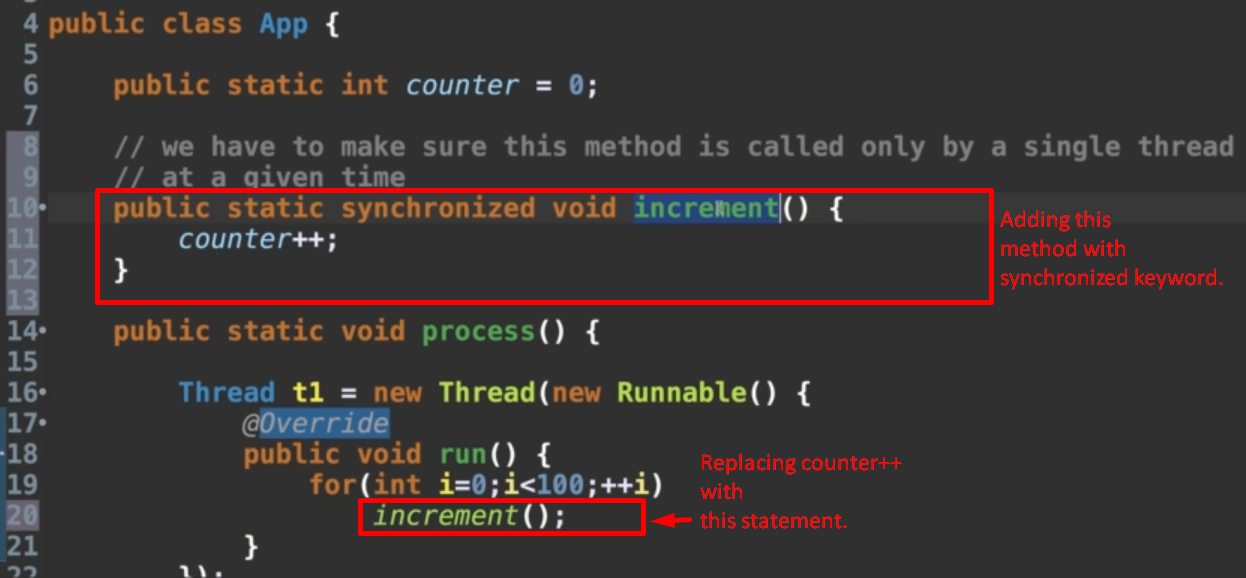 4 public class App {
5
6 public static int counter = 0;
7
8 // we have to make sure this method is called only by a single thread
9 // at a given time
10 public static synchronized void increment() {
11 counter++;
12 }
13
Adding this
method with
synchronized keyword.
14 public static void process() {
15
16 Thread t1 = new Thread(new Runnable() {
17 @Override
18 public void run() {
19 for(int i=0;i<100;++i)
20 increment();
21 }
22 });
Replacing counter++
with
this statement.